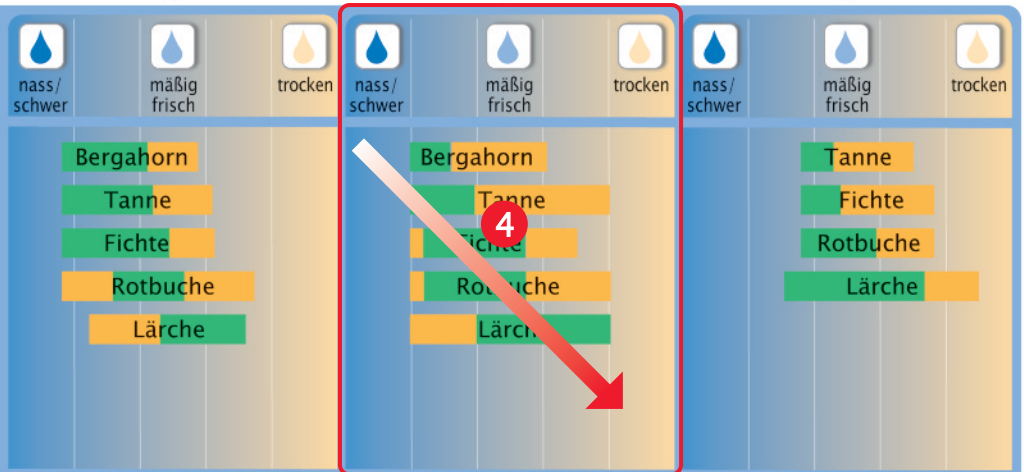 nass/
schwer
mäßig
frisch
trocken
nass/
schwer
mäßig
frisch
trocken
nass/
schwer
mäßig
frisch
trocken
Bergahorn
Tanne
Fichte
Rotbuche
Lärche
Bergahorn
Tanne
4
Fichte
Rotbuche
Lärche
Tanne
Fichte
Rotbuche
Lärche